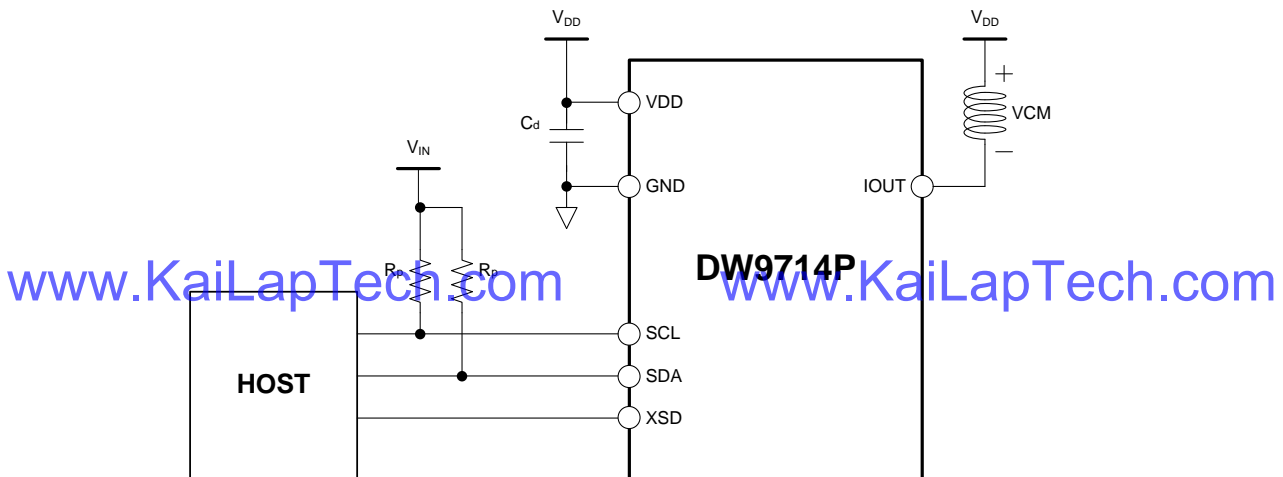 VDD
VDD
+
VDD
Cd
VCM
VIN
−
GND
IOUT
Rp
Rp
DW9714P
www.KaiLapTech.com
www.KaiLapTech.com
SCL
HOST
SDA
XSD